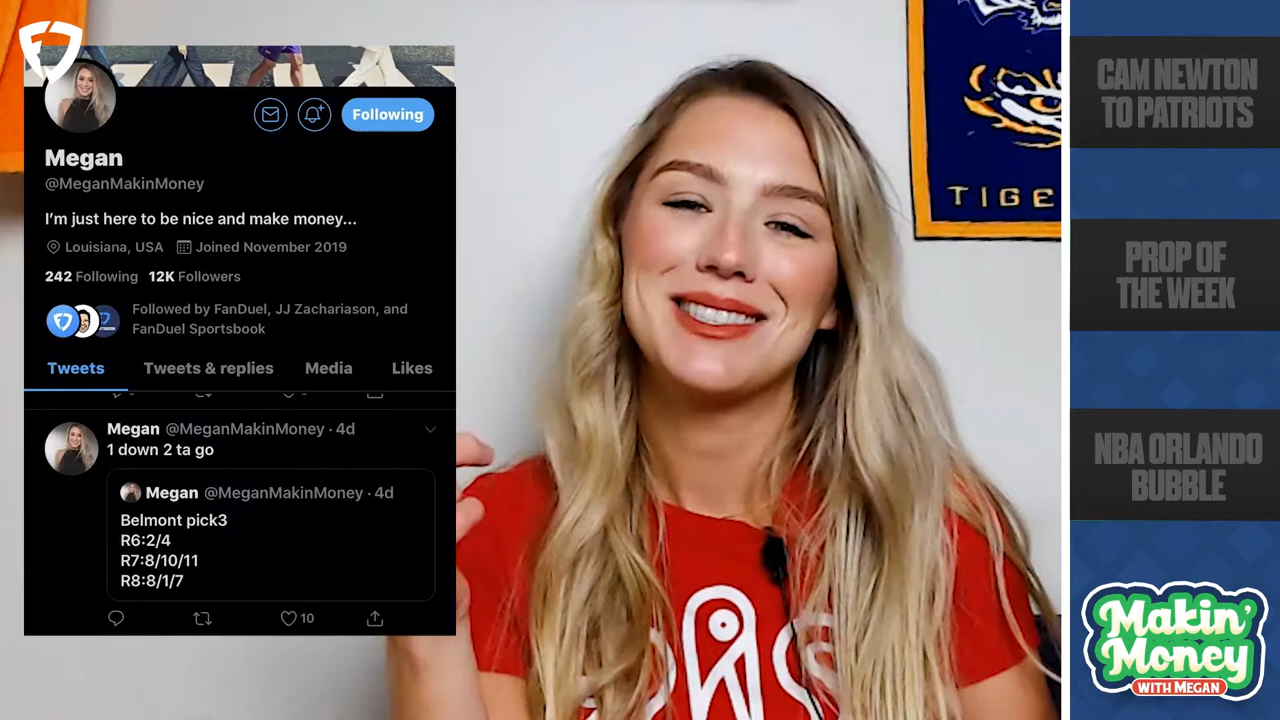 Megan
@MeganMakinMoney
Following
I’m just here to be nice and make money...
Louisiana, USA Joined November 2019
242 Following 12K Followers
Followed by FanDuel, JJ Zachariason, and
FanDuel Sportsbook
Tweets Tweets & replies Media Likes
Megan @MeganMakinMoney · 4d
1 down 2 ta go
Megan @MeganMakinMoney · 4d
Belmont pick3
R6:2/4
R7:8/10/11
R8:8/1/7
10
TIGE
CAM NEWTON
TO PATRIOTS
PROP OF
THE WEEK
NBA ORLANDO
BUBBLE
Makin’
Money
WITH MEGAN